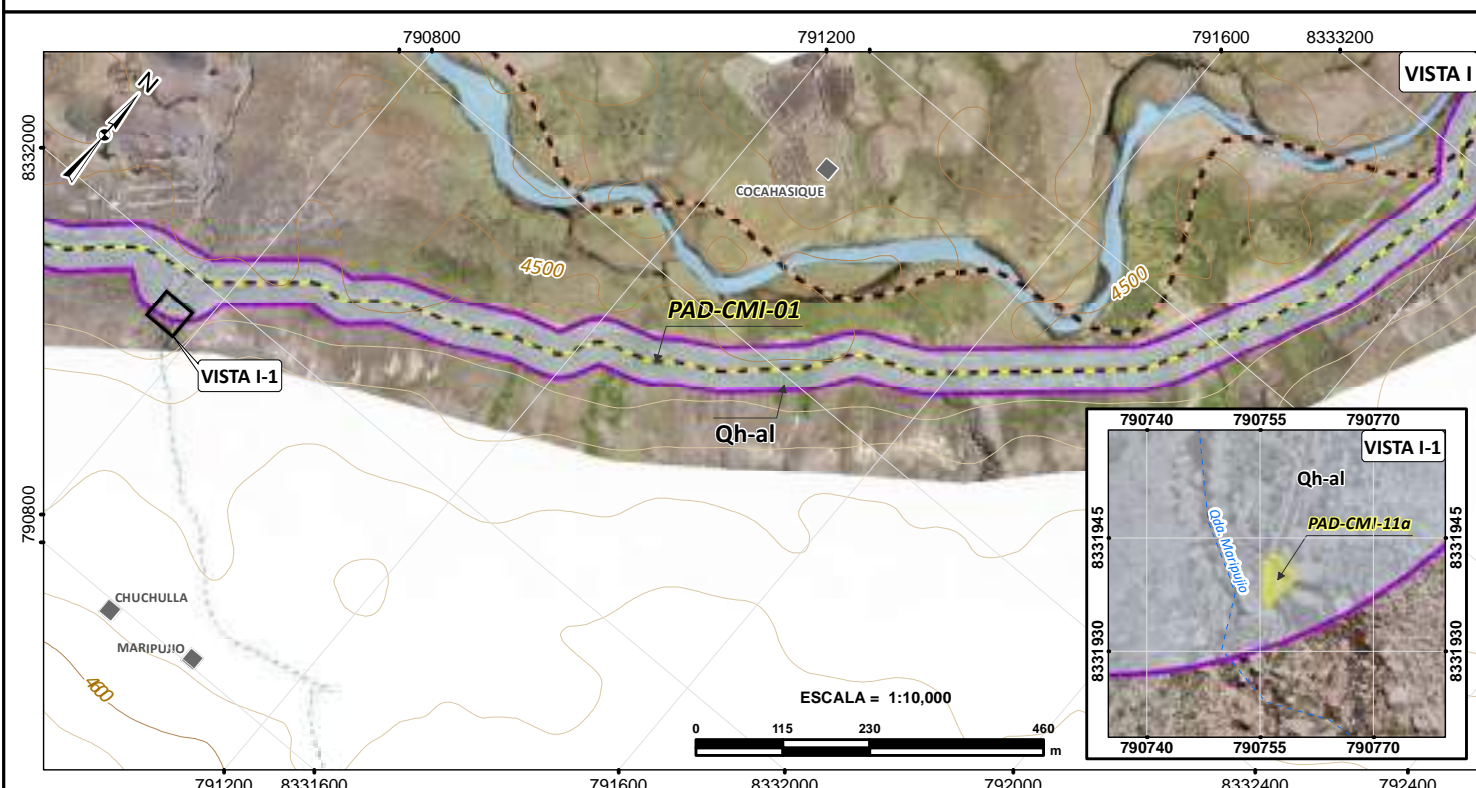 790800
791200
791600
8333200
VISTA I
N
8332000
COCAHASIQUE
4500
4500
PAD-CMI-01
VISTA I-1
Qh-al
790740
790755
790770
VISTA I-1
Qh-al
PAD-CMI-11a
8331945
8331945
Qda. Maripujio
8331930
8331930
790740
790755
790770
790800
CHUCHULLA
MARIPUJIO
4600
ESCALA = 1:10,000
0
115
230
460
m
791200
8331600
791600
8332000
792000
8332400
792400